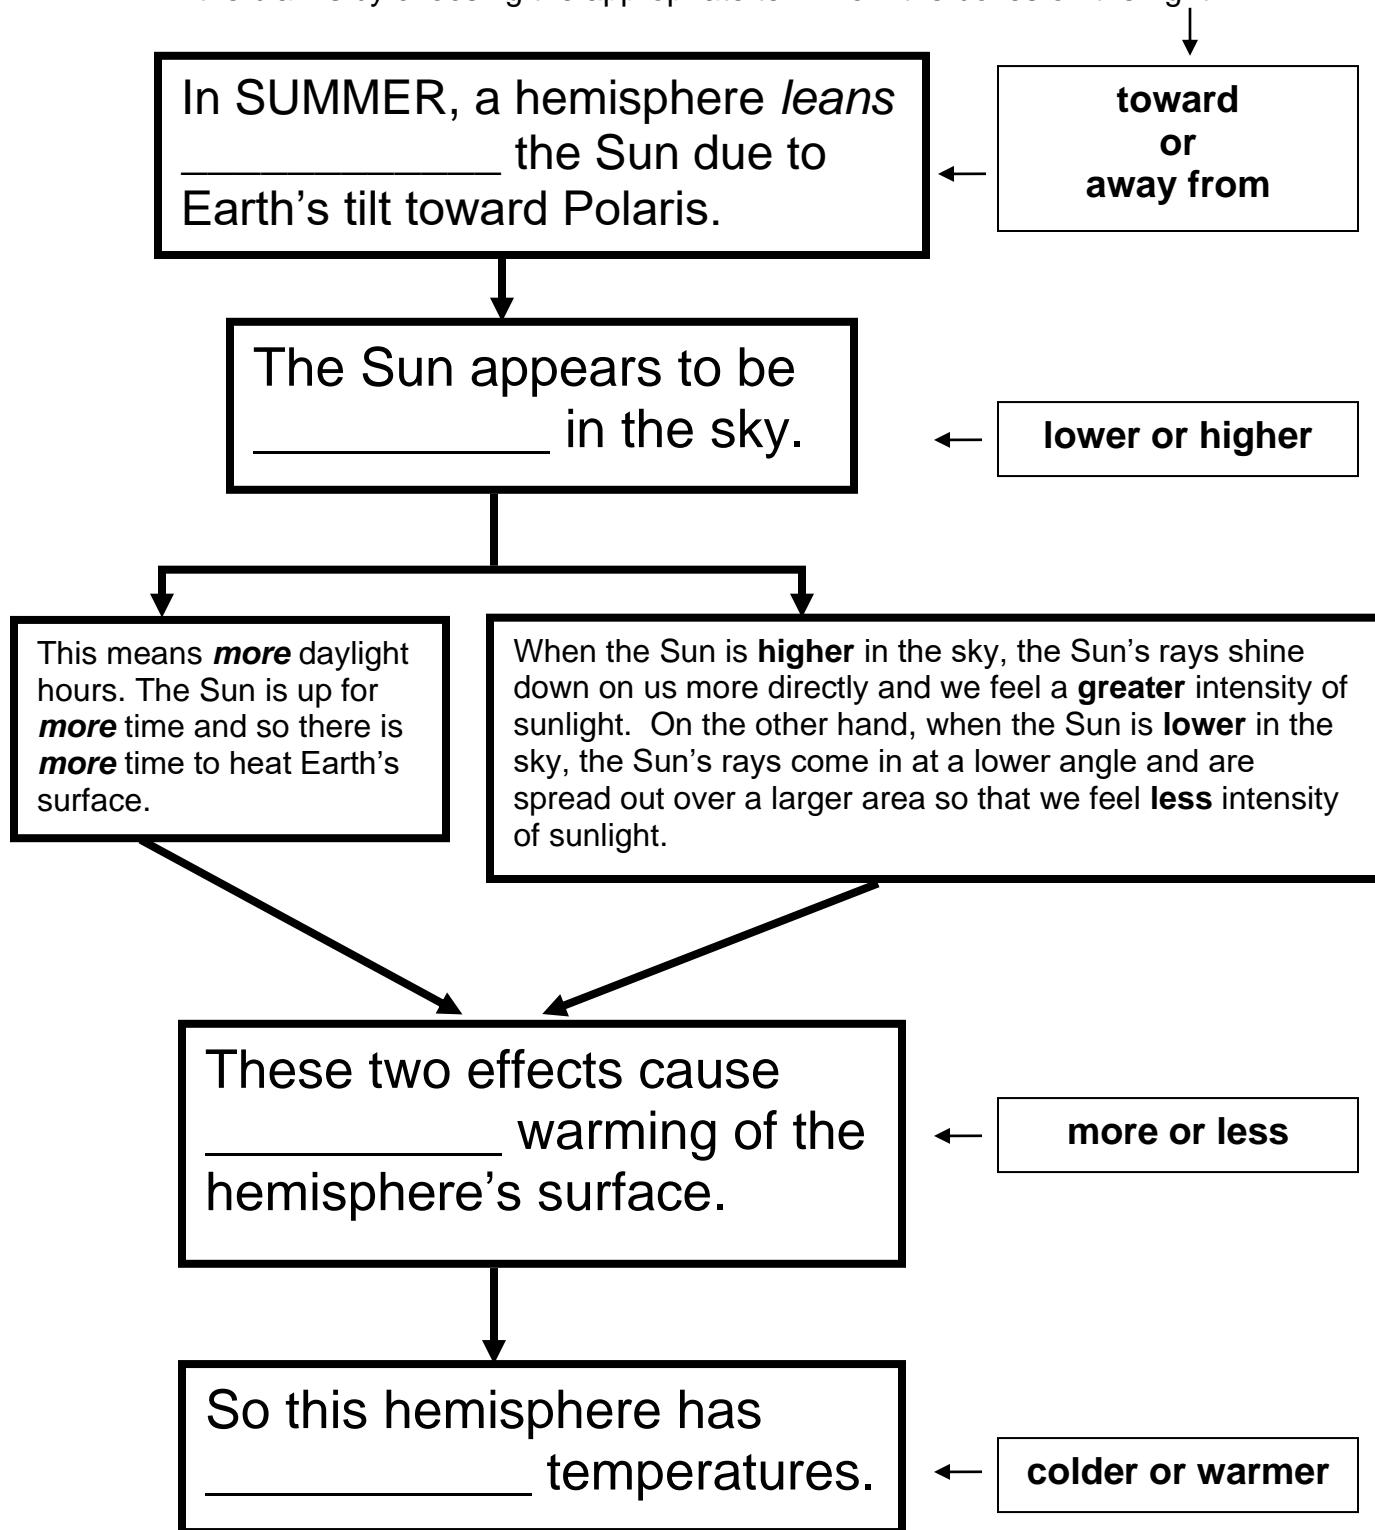 In SUMMER, a hemisphere leans
____________ the Sun due to
Earth’s tilt toward Polaris.
toward
or
away from
The Sun appears to be
___________ in the sky.
lower or higher
This means more daylight
hours. The Sun is up for
more time and so there is
more time to heat Earth’s
surface.
When the Sun is higher in the sky, the Sun’s rays shine
down on us more directly and we feel a greater intensity of
sunlight.  On the other hand, when the Sun is lower in the
sky, the Sun’s rays come in at a lower angle and are
spread out over a larger area so that we feel less intensity
of sunlight.
These two effects cause
___________ warming of the
hemisphere’s surface.
more or less
So this hemisphere has
____________ temperatures.
colder or warmer